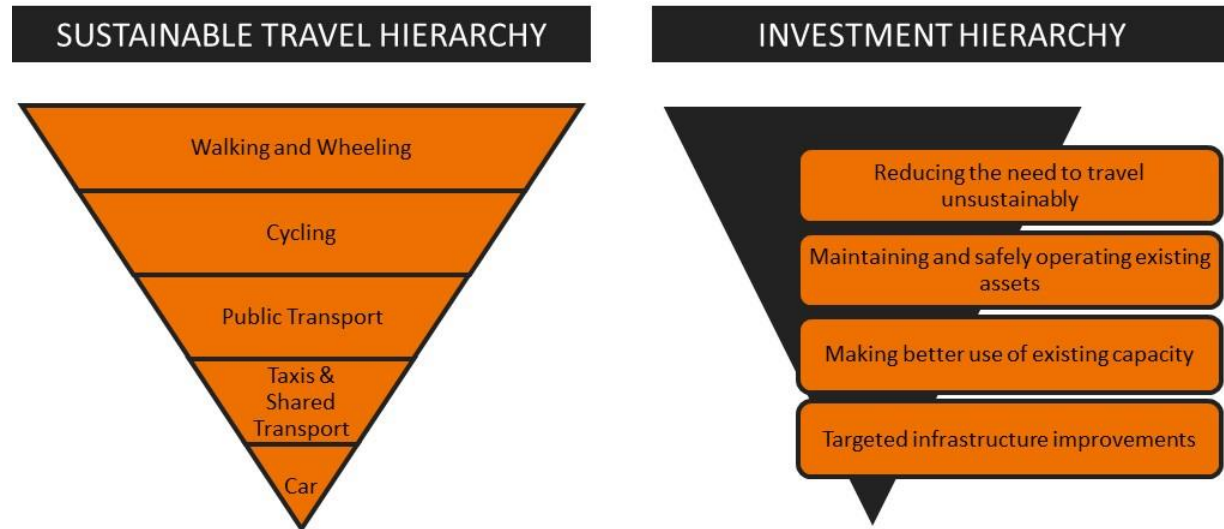 SUSTAINABLE TRAVEL HIERARCHY
Walking and Wheeling
Cycling
Public Transport
Taxis &
Shared
Transport
Car
INVESTMENT HIERARCHY
Reducing the need to travel
unsustainably
Maintaining and safely operating existing
assets
Making better use of existing capacity
Targeted infrastructure improvements